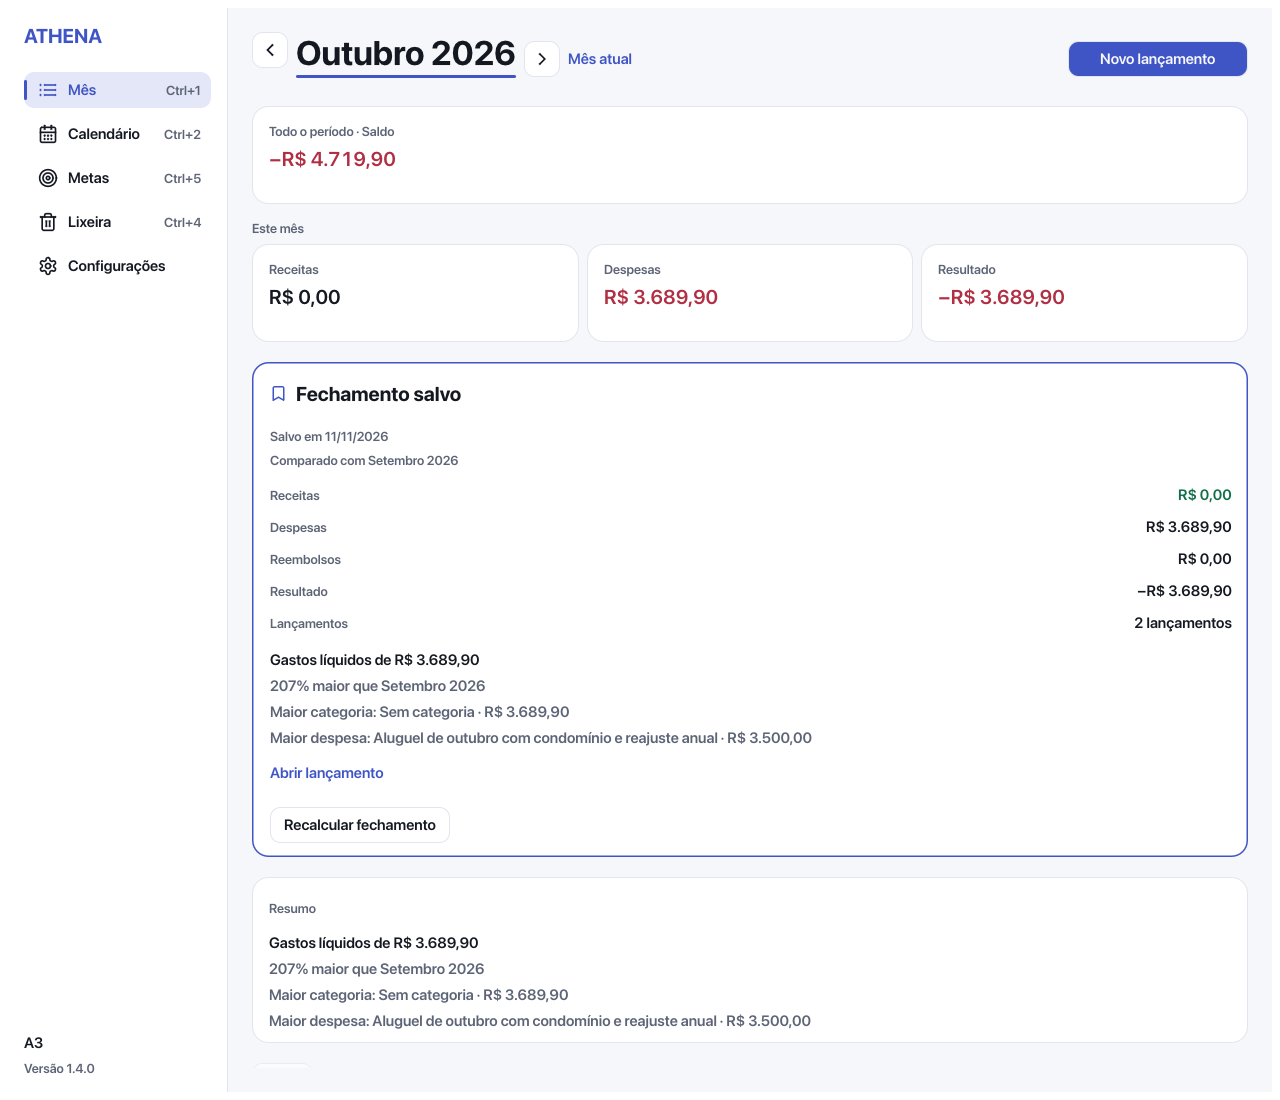 ATHENA
Mês Ctrl+1
Calendário Ctrl+2
Metas Ctrl+5
Lixeira Ctrl+4
Configurações
A3
Versão 1.4.0
Outubro 2026 Mês atual Novo lançamento
Todo o período · Saldo
−R$ 4.719,90
Este mês
Receitas
R$ 0,00
Despesas
R$ 3.689,90
Resultado
−R$ 3.689,90
Fechamento salvo
Salvo em 11/11/2026
Comparado com Setembro 2026
Receitas R$ 0,00
Despesas R$ 3.689,90
Reembolsos R$ 0,00
Resultado −R$ 3.689,90
Lançamentos 2 lançamentos
Gastos líquidos de R$ 3.689,90
207% maior que Setembro 2026
Maior categoria: Sem categoria · R$ 3.689,90
Maior despesa: Aluguel de outubro com condomínio e reajuste anual · R$ 3.500,00
Abrir lançamento
Recalcular fechamento
Resumo
Gastos líquidos de R$ 3.689,90
207% maior que Setembro 2026
Maior categoria: Sem categoria · R$ 3.689,90
Maior despesa: Aluguel de outubro com condomínio e reajuste anual · R$ 3.500,00